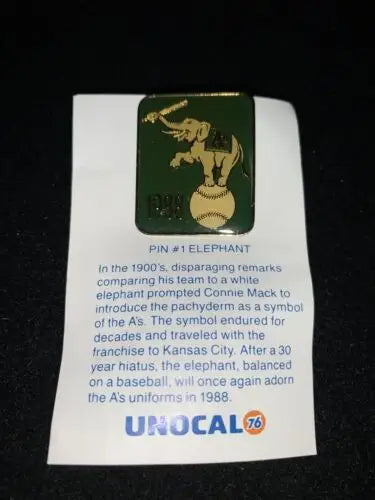 1988
PIN #1 ELEPHANT
In the 1900's, disparaging remarks
comparing his team to a white
elephant prompted Connie Mack to
introduce the pachyderm as a symbol
of the A's. The symbol endured for
decades and traveled with the
franchise to Kansas City. After a 30
year hiatus, the elephant, balanced
on a baseball, will once again adorn
the A's uniforms in 1988.
UNOCAL 76